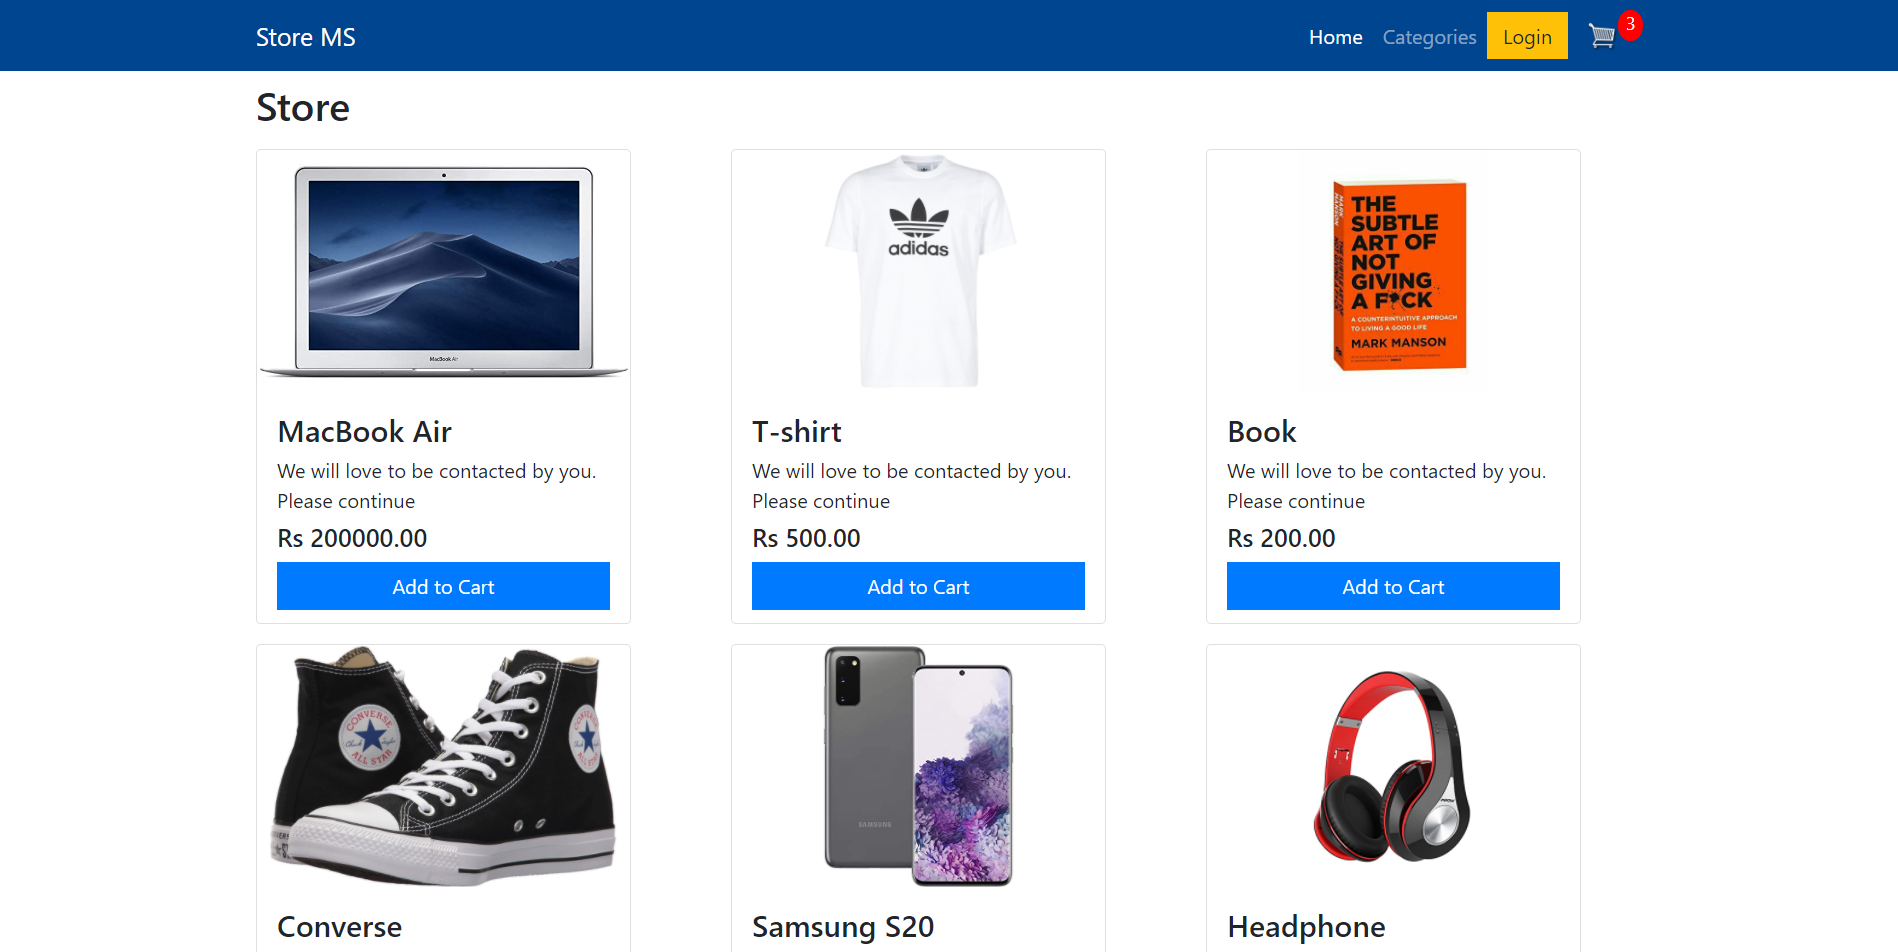 Store MS
Home Categories Login 3
Store
MacBook Air
adidas
THE
SUBTLE
ART OF
NOT
GIVING
A F*CK
A COUNTERINTUITIVE APPROACH
TO LIVING A GOOD LIFE
MARK MANSON
MacBook Air
We will love to be contacted by you.
Please continue
Rs 200000.00
Add to Cart
T-shirt
We will love to be contacted by you.
Please continue
Rs 500.00
Add to Cart
Book
We will love to be contacted by you.
Please continue
Rs 200.00
Add to Cart
CONVERSE
ALL STAR
SAMSUNG
Converse
Samsung S20
Headphone